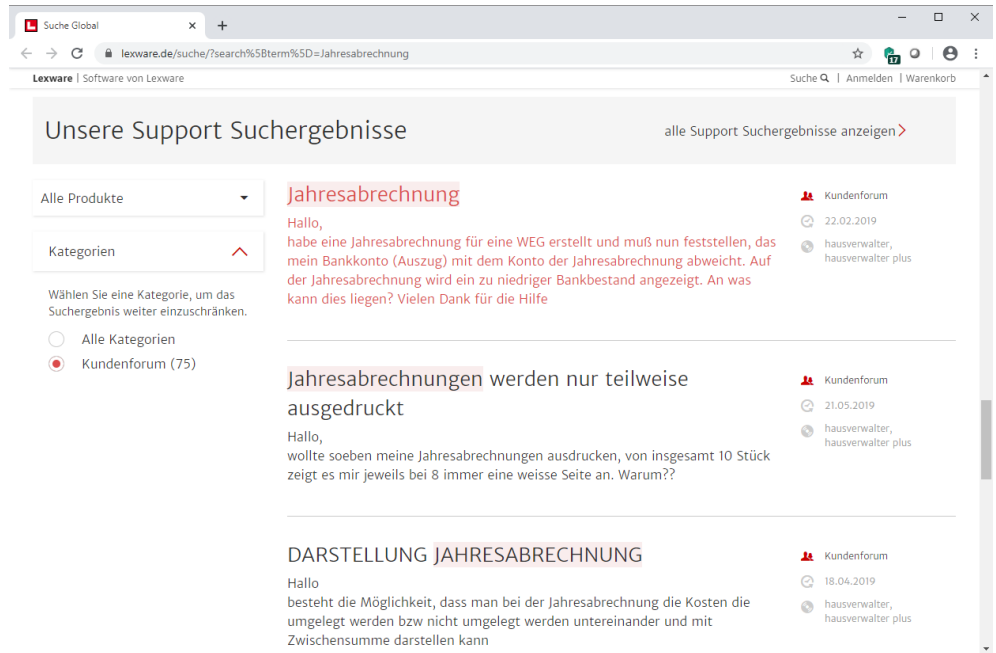 Suche Global
lexware.de/suche/?search%5Bterm%5D=Jahresabrechnung
17
Lexware | Software von Lexware
Suche | Anmelden | Warenkorb
Unsere Support Suchergebnisse
alle Support Suchergebnisse anzeigen
Alle Produkte
Kategorien
Wählen Sie eine Kategorie, um das
Suchergebnis weiter einzuschränken.
Alle Kategorien
Kundenforum (75)
Jahresabrechnung
Hallo,
habe eine Jahresabrechnung für eine WEG erstellt und muß nun feststellen, das
mein Bankkonto (Auszug) mit dem Konto der Jahresabrechnung abweicht. Auf
der Jahresabrechnung wird ein zu niedriger Bankbestand angezeigt. An was
kann dies liegen? Vielen Dank für die Hilfe
Kundenforum
22.02.2019
hausverwalter,
hausverwalter plus
Jahresabrechnungen werden nur teilweise
ausgedruckt
Hallo,
wollte soeben meine Jahresabrechnungen ausdrucken, von insgesamt 10 Stück
zeigt es mir jeweils bei 8 immer eine weisse Seite an. Warum??
Kundenforum
21.05.2019
hausverwalter,
hausverwalter plus
DARSTELLUNG JAHRESABRECHNUNG
Hallo
besteht die Möglichkeit, dass man bei der Jahresabrechnung die Kosten die
umgelegt werden bzw nicht umgelegt werden untereinander und mit
Zwischensumme darstellen kann
Kundenforum
18.04.2019
hausverwalter,
hausverwalter plus